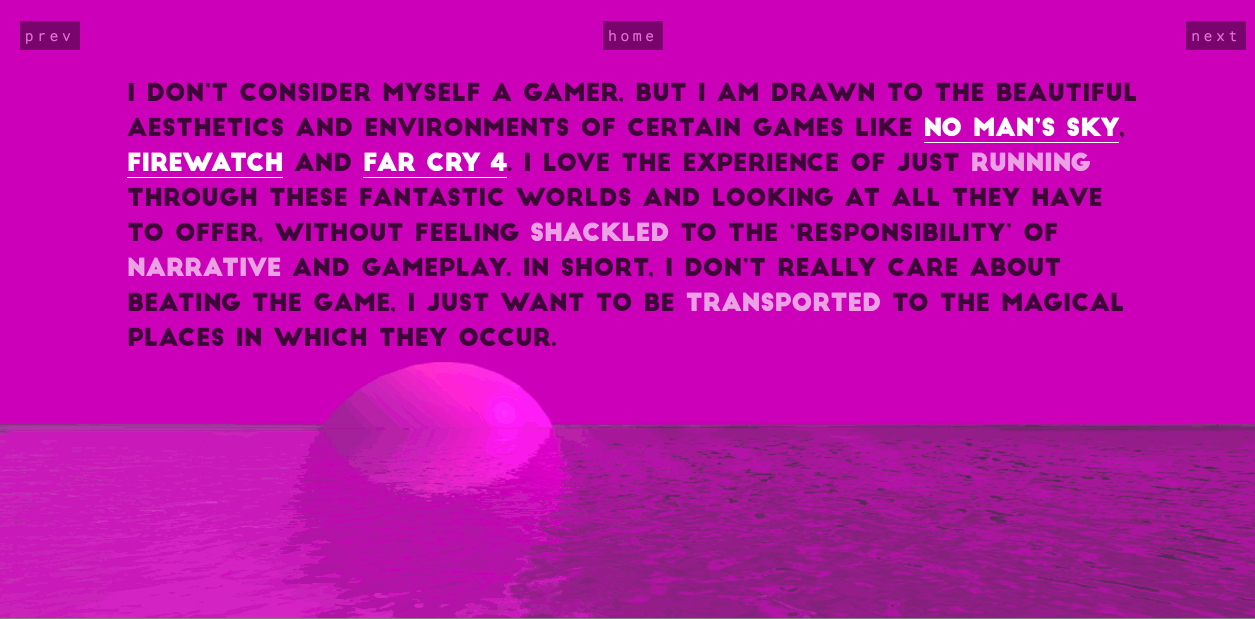 prev home next
I DON'T CONSIDER MYSELF A GAMER, BUT I AM DRAWN TO THE BEAUTIFUL
AESTHETICS AND ENVIRONMENTS OF CERTAIN GAMES LIKE NO MAN'S SKY,
FIREWATCH AND FAR CRY 4. I LOVE THE EXPERIENCE OF JUST RUNNING
THROUGH THESE FANTASTIC WORLDS AND LOOKING AT ALL THEY HAVE
TO OFFER, WITHOUT FEELING SHACKLED TO THE 'RESPONSIBILITY' OF
NARRATIVE AND GAMEPLAY. IN SHORT, I DON'T REALLY CARE ABOUT
BEATING THE GAME, I JUST WANT TO BE TRANSPORTED TO THE MAGICAL
PLACES IN WHICH THEY OCCUR.